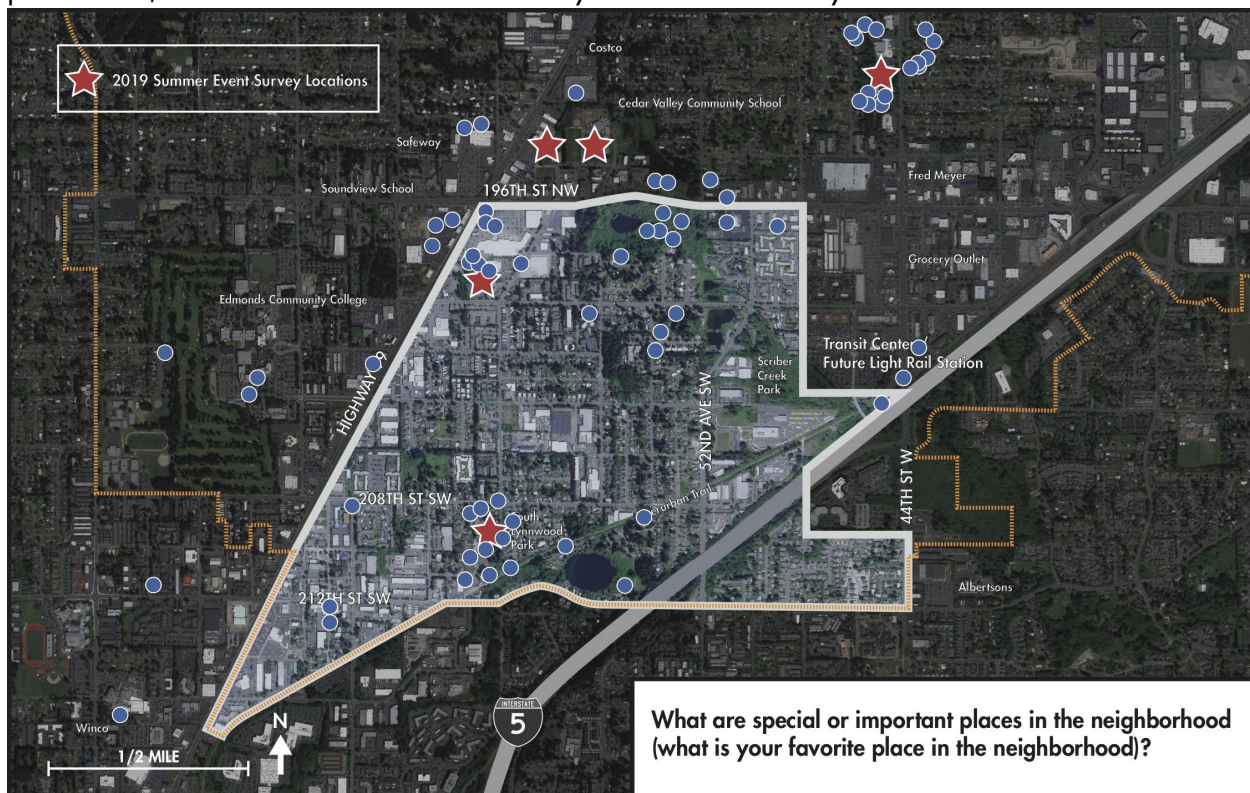 2019 Summer Event Survey Locations
Costco
Cedar Valley Community School
Safeway
Soundview School
196TH ST NW
Fred Meyer
Grocery Outlet
Edmonds Community College
Transit Center
Future Light Rail Station
Scriber
Creek
Park
HIGHWAY 9
52ND AVE SW
44TH ST W
208TH ST SW
erurban Trail
South
Lynnwood
Park
212TH ST SW
Albertsons
INTERSTATE
5
Winco
N
1/2 MILE
What are special or important places in the neighborhood
(what is your favorite place in the neighborhood)?